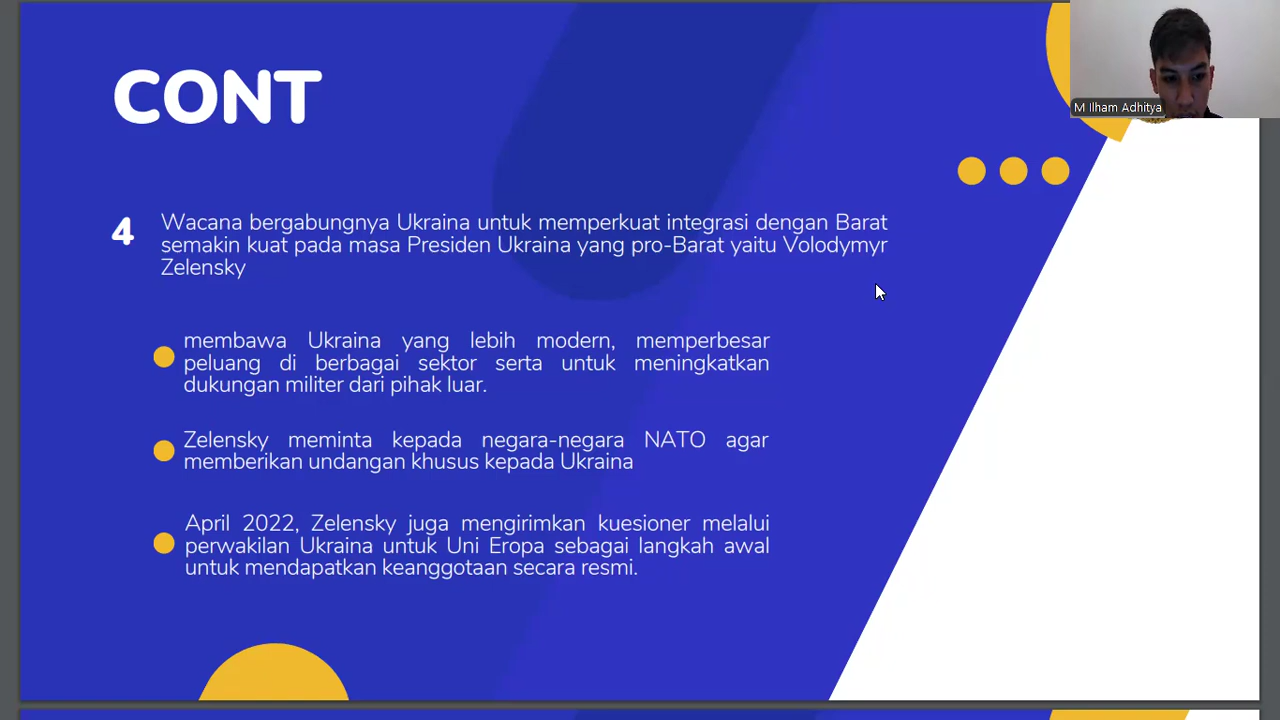 CONT
M Ilham Adhitya
4
Wacana bergabungnya Ukraina untuk memperkuat integrasi dengan Barat
semakin kuat pada masa Presiden Ukraina yang pro-Barat yaitu Volodymyr
Zelensky
membawa Ukraina yang lebih modern, memperbesar
peluang di berbagai sektor serta untuk meningkatkan
dukungan militer dari pihak luar.
Zelensky meminta kepada negara-negara NATO agar
memberikan undangan khusus kepada Ukraina
April 2022, Zelensky juga mengirimkan kuesioner melalui
perwakilan Ukraina untuk Uni Eropa sebagai langkah awal
untuk mendapatkan keanggotaan secara resmi.